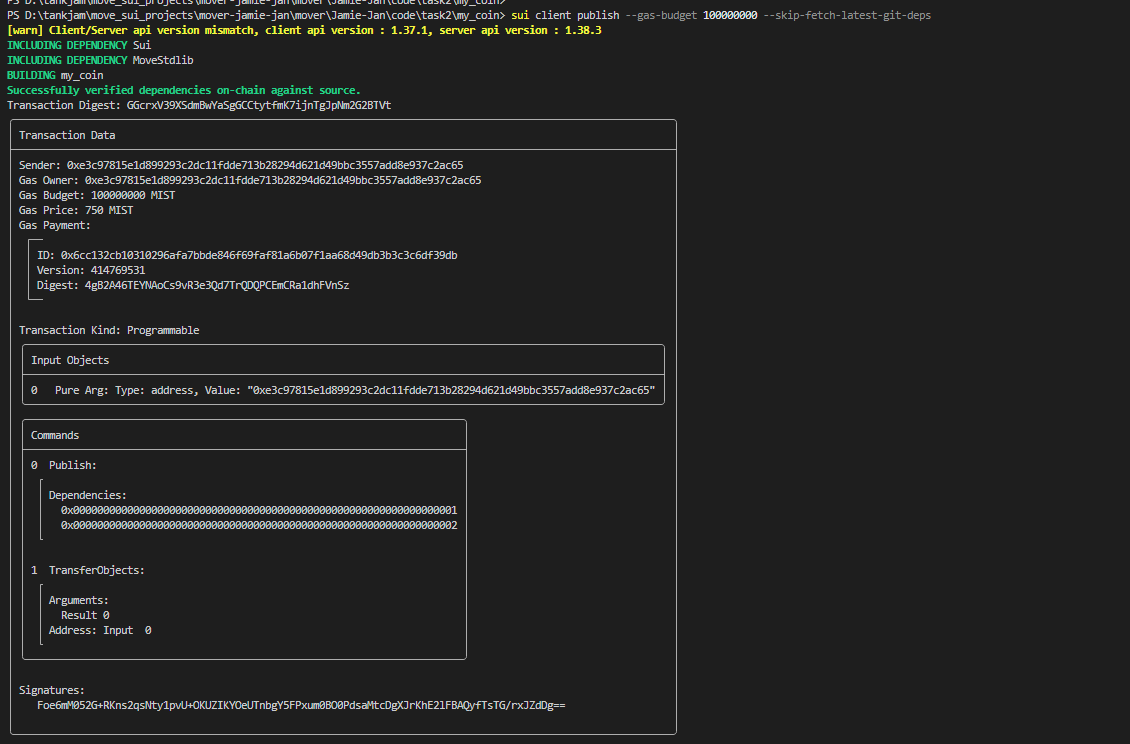 PS D:\tankjam\move_sui_projects\mover-jamie-jan\mover\Jamie-Jan\code\task2\my_coin>
PS D:\tankjam\move_sui_projects\mover-jamie-jan\mover\Jamie-Jan\code\task2\my_coin> sui client publish --gas-budget 100000000 --skip-fetch-latest-git-deps
[warn] Client/Server api version mismatch, client api version : 1.37.1, server api version : 1.38.3
INCLUDING DEPENDENCY Sui
INCLUDING DEPENDENCY MoveStdlib
BUILDING my_coin
Successfully verified dependencies on-chain against source.
Transaction Digest: GGcrxV39XSdmBwYaSgGCCtytfmK7ijnTgJpNm2G2BTVt
Transaction Data
Sender: 0xe3c97815e1d899293c2dc11fdde713b28294d621d49bbc3557add8e937c2ac65
Gas Owner: 0xe3c97815e1d899293c2dc11fdde713b28294d621d49bbc3557add8e937c2ac65
Gas Budget: 100000000 MIST
Gas Price: 750 MIST
Gas Payment:
ID: 0x6cc132cb10310296afa7bbde846f69faf81a6b07f1aa68d49db3b3c3c6df39db
Version: 414769531
Digest: 4gB2A46TEYNAoCs9vR3e3Qd7TrQDQPCEmCRa1dhFVnSz
Transaction Kind: Programmable
Input Objects
0 Pure Arg: Type: address, Value: "0xe3c97815e1d899293c2dc11fdde713b28294d621d49bbc3557add8e937c2ac65"
Commands
0 Publish:
Dependencies:
0x0000000000000000000000000000000000000000000000000000000000000001
0x0000000000000000000000000000000000000000000000000000000000000002
1 TransferObjects:
Arguments:
Result 0
Address: Input 0
Signatures:
Foe6mM052G+RKns2qsNty1pvU+OKUZIKYOeUTnbgY5FPxum0BO0PdsaMtcDgXJrKhE2lFBAQyfTsTG/rxJZdDg==